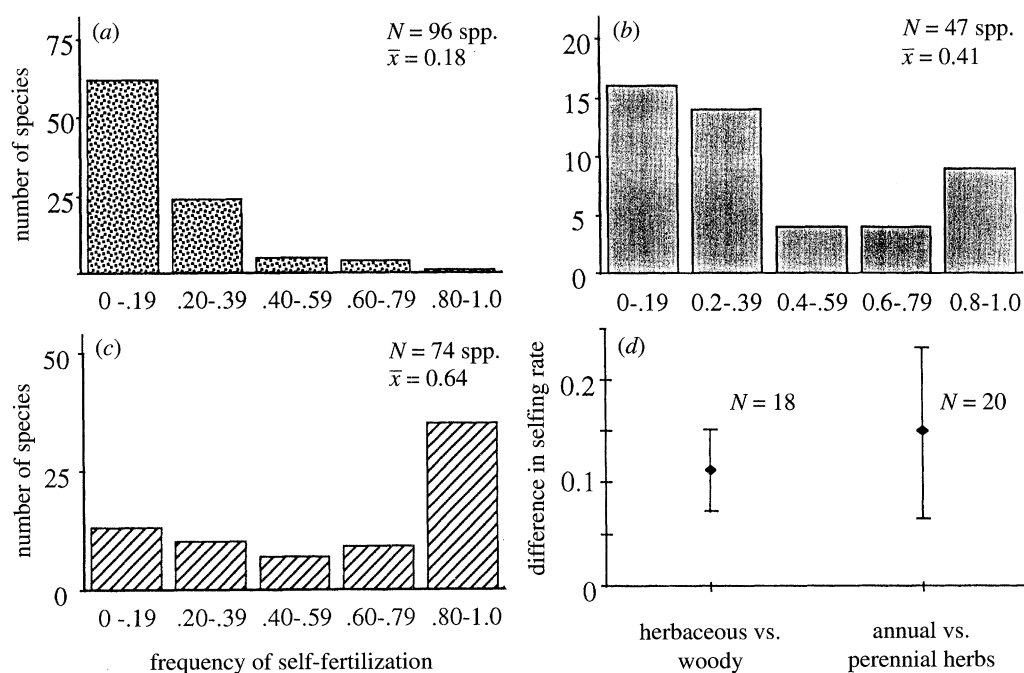 (a)
N = 96 spp.
x̄ = 0.18
number of species
75
50
25
0 -.19 .20-.39 .40-.59 .60-.79 .80-1.0
(b)
N = 47 spp.
x̄ = 0.41
20
15
10
5
0
0-.19 0.2-.39 0.4-.59 0.6-.79 0.8-1.0
(c)
N = 74 spp.
x̄ = 0.64
number of species
50
25
0
0 -.19 .20-.39 .40-.59 .60-.79 .80-1.0
frequency of self-fertilization
(d)
difference in selfing rate
0.2
0.1
0
N = 18
N = 20
herbaceous vs.
woody
annual vs.
perennial herbs